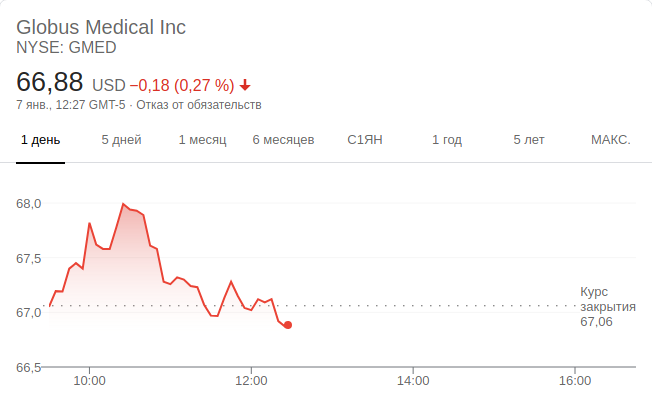 Globus Medical Inc
NYSE: GMED
66,88 USD −0,18 (0,27 %)
7 янв., 12:27 GMT-5 · Отказ от обязательств
1 день 5 дней 1 месяц 6 месяцев С1ЯН 1 год 5 лет МАКС.
68,0
67,5
67,0
66,5
Курс
закрытия
67,06
10:00 12:00 14:00 16:00